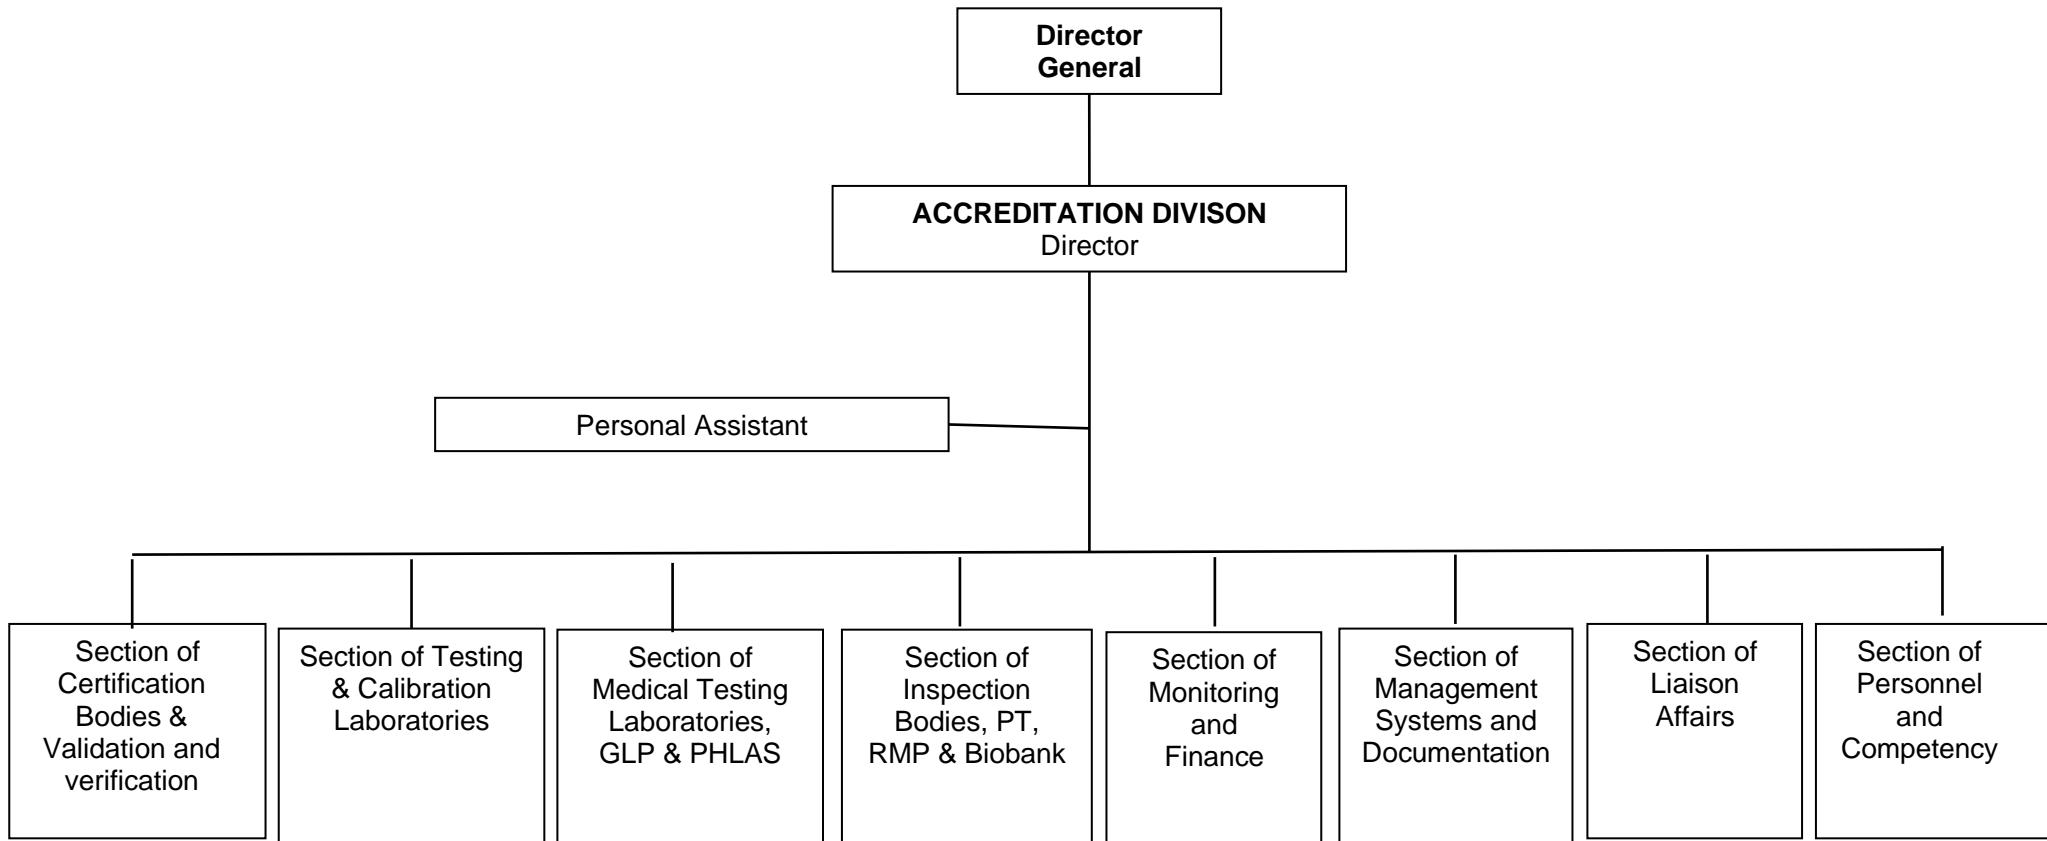 Director
General
ACCREDITATION DIVISON
Director
Personal Assistant
Section of
Certification
Bodies &
Validation and
verification
Section of Testing
& Calibration
Laboratories
Section of
Medical Testing
Laboratories,
GLP & PHLAS
Section of
Inspection
Bodies, PT,
RMP & Biobank
Section of
Monitoring
and
Finance
Section of
Management
Systems and
Documentation
Section of
Liaison
Affairs
Section of
Personnel
and
Competency